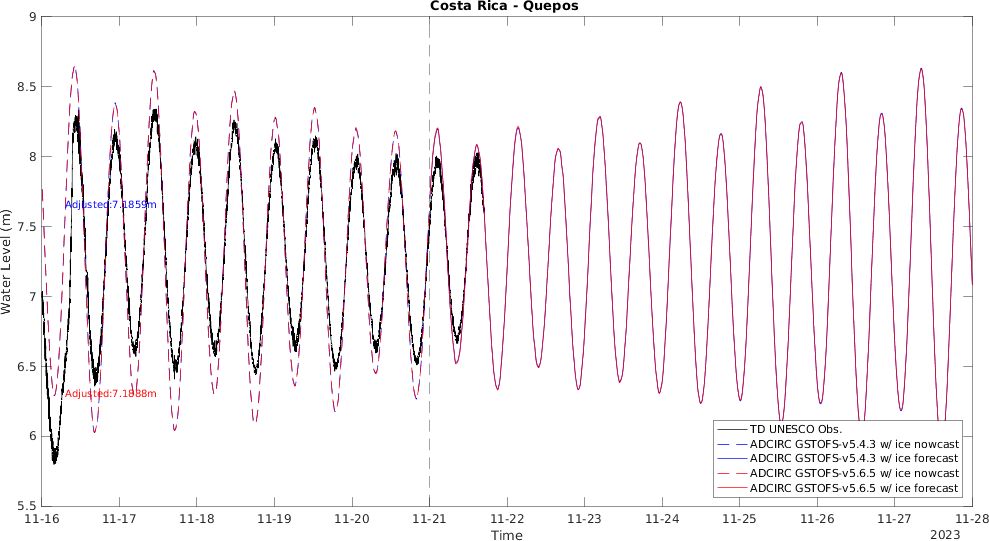 Costa Rica - Quepos
9
8.5
8
7.5
7
6.5
6
5.5
Water Level (m)
Adjusted:7.1859m
Adjusted:7.1888m
TD UNESCO Obs.
ADCIRC GSTOFS-v5.4.3 w/ ice nowcast
ADCIRC GSTOFS-v5.4.3 w/ ice forecast
ADCIRC GSTOFS-v5.6.5 w/ ice nowcast
ADCIRC GSTOFS-v5.6.5 w/ ice forecast
11-16 11-17 11-18 11-19 11-20 11-21 11-22 11-23 11-24 11-25 11-26 11-27 11-28
Time
2023